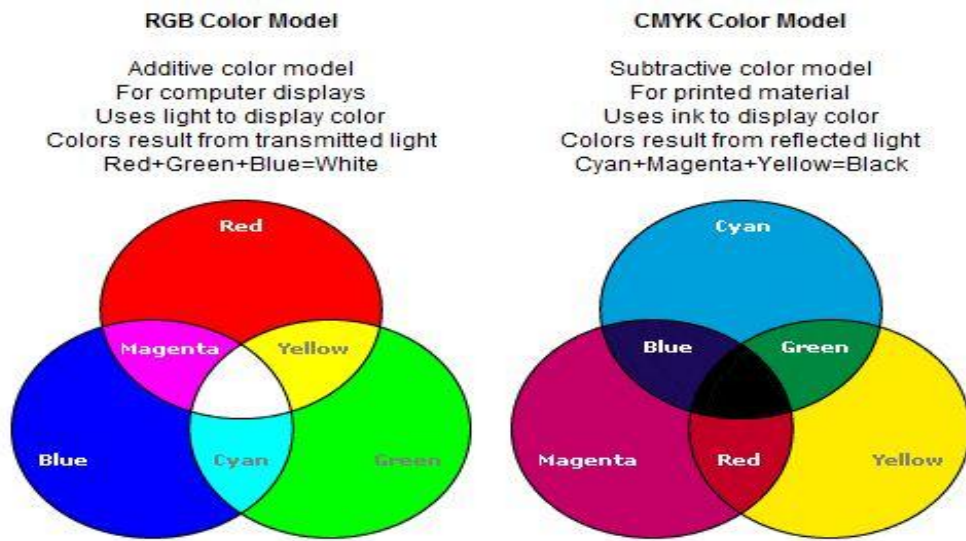 RGB Color Model
Additive color model
For computer displays
Uses light to display color
Colors result from transmitted light
Red+Green+Blue=White
Red
Magenta
Yellow
Blue
Cyan
Green
CMYK Color Model
Subtractive color model
For printed material
Uses ink to display color
Colors result from reflected light
Cyan+Magenta+Yellow=Black
Cyan
Blue
Green
Magenta
Red
Yellow